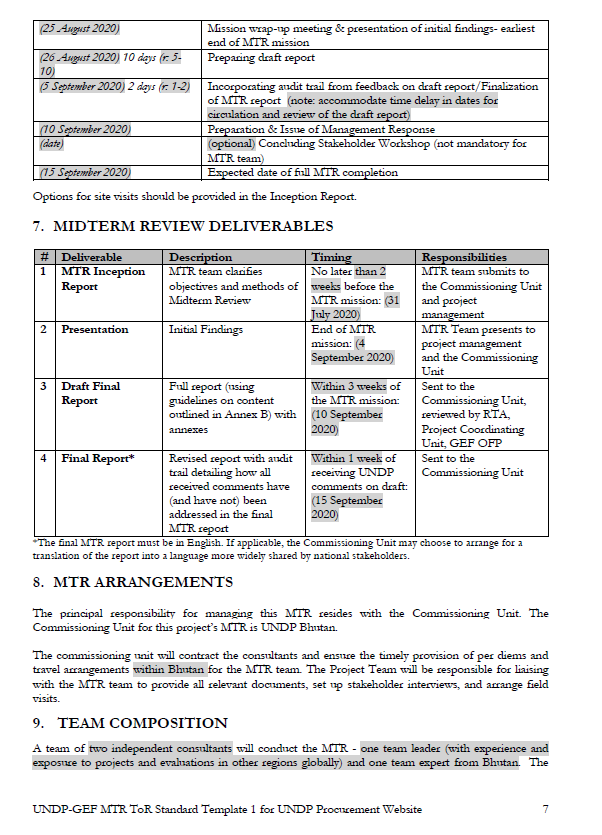 (25 August 2020)
Mission wrap-up meeting & presentation of initial findings- earliest
end of MTR mission
(26 August 2020) 10 days (r: 5-
10)
Preparing draft report
(5 September 2020) 2 days (r: 1-2)
Incorporating audit trail from feedback on draft report/Finalization
of MTR report (note: accommodate time delay in dates for
circulation and review of the draft report)
(10 September 2020)
Preparation & Issue of Management Response
(date)
(optional) Concluding Stakeholder Workshop (not mandatory for
MTR team)
(15 September 2020)
Expected date of full MTR completion
Options for site visits should be provided in the Inception Report.
7. MIDTERM REVIEW DELIVERABLES
# Deliverable Description Timing Responsibilities
1
MTR Inception
Report
MTR team clarifies
objectives and methods of
Midterm Review
No later than 2
weeks before the
MTR mission: (31
July 2020)
MTR team submits to
the Commissioning Unit
and project
management
2
Presentation
Initial Findings
End of MTR
mission: (4
September 2020)
MTR Team presents to
project management
and the Commissioning
Unit
3
Draft Final
Report
Full report (using
guidelines on content
outlined in Annex B) with
annexes
Within 3 weeks of
the MTR mission:
(10 September
2020)
Sent to the
Commissioning Unit,
reviewed by RTA,
Project Coordinating
Unit, GEF OFP
4
Final Report*
Revised report with audit
trail detailing how all
received comments have
(and have not) been
addressed in the final
MTR report
Within 1 week of
receiving UNDP
comments on draft:
(15 September
2020)
Sent to the
Commissioning Unit
*The final MTR report must be in English. If applicable, the Commissioning Unit may choose to arrange for a
translation of the report into a language more widely shared by national stakeholders.
8. MTR ARRANGEMENTS
The principal responsibility for managing this MTR resides with the Commissioning Unit. The
Commissioning Unit for this project's MTR is UNDP Bhutan.
The commissioning unit will contract the consultants and ensure the timely provision of per diems and
travel arrangements within Bhutan for the MTR team. The Project Team will be responsible for liaising
with the MTR team to provide all relevant documents, set up stakeholder interviews, and arrange field
visits.
9. TEAM COMPOSITION
A team of two independent consultants will conduct the MTR - one team leader (with experience and
exposure to projects and evaluations in other regions globally) and one team expert from Bhutan. The
UNDP-GEF MTR ToR Standard Template 1 for UNDP Procurement Website 7